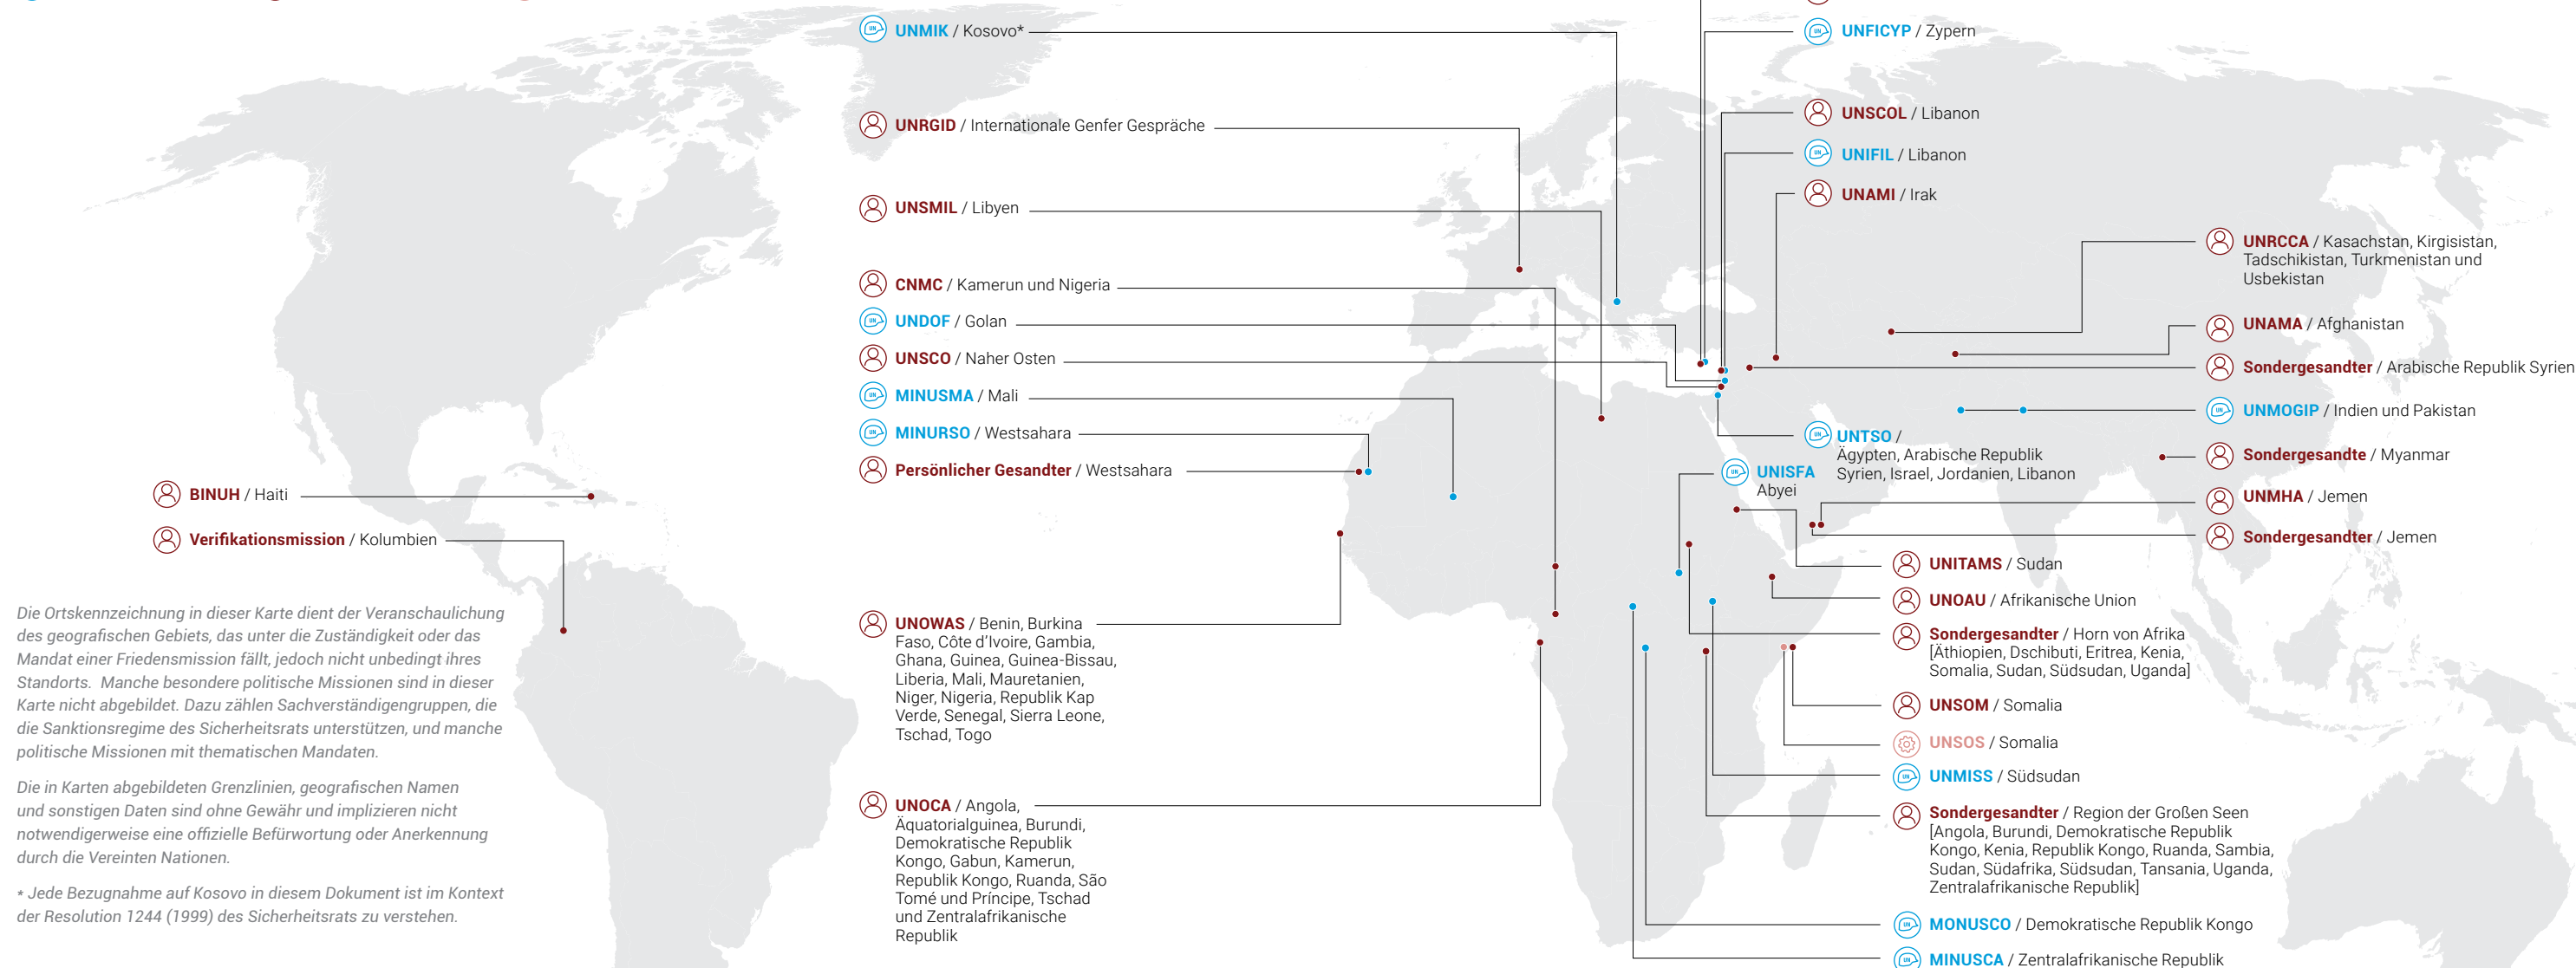 UNMIK / Kosovo*
UNRGID / Internationale Genfer Gespräche
UNSMIL / Libyen
CNMC / Kamerun und Nigeria
UNDOF / Golan
UNSCO / Naher Osten
MINUSMA / Mali
MINURSO / Westsahara
Persönlicher Gesandter / Westsahara
BINUH / Haiti
Verifikationsmission / Kolumbien
UNOWAS / Benin, Burkina
Faso, Côte d’Ivoire, Gambia,
Ghana, Guinea, Guinea-Bissau,
Liberia, Mali, Mauretanien,
Niger, Nigeria, Republik Kap
Verde, Senegal, Sierra Leone,
Tschad, Togo
UNOCA / Angola,
Äquatorialguinea, Burundi,
Demokratische Republik
Kongo, Gabun, Kamerun,
Republik Kongo, Ruanda, São
Tomé und Príncipe, Tschad
und Zentralafrikanische
Republik
UNFICYP / Zypern
UNSCOL / Libanon
UNIFIL / Libanon
UNAMI / Irak
UNRCCA / Kasachstan, Kirgisistan,
Tadschikistan, Turkmenistan und
Usbekistan
UNAMA / Afghanistan
Sondergesandter / Arabische Republik Syrien
UNMOGIP / Indien und Pakistan
UNTSO /
Ägypten, Arabische Republik
Syrien, Israel, Jordanien, Libanon
UNISFA
Abyei
Sondergesandte / Myanmar
UNMHA / Jemen
Sondergesandter / Jemen
UNITAMS / Sudan
UNOAU / Afrikanische Union
Sondergesandter / Horn von Afrika
[Äthiopien, Dschibuti, Eritrea, Kenia,
Somalia, Sudan, Südsudan, Uganda]
UNSOM / Somalia
UNSOS / Somalia
UNMISS / Südsudan
Sondergesandter / Region der Großen Seen
[Angola, Burundi, Demokratische Republik
Kongo, Kenia, Republik Kongo, Ruanda, Sambia,
Sudan, Südafrika, Südsudan, Tansania, Uganda,
Zentralafrikanische Republik]
MONUSCO / Demokratische Republik Kongo
MINUSCA / Zentralafrikanische Republik
Die Ortskennzeichnung in dieser Karte dient der Veranschaulichung
des geografischen Gebiets, das unter die Zuständigkeit oder das
Mandat einer Friedensmission fällt, jedoch nicht unbedingt ihres
Standorts. Manche besondere politische Missionen sind in dieser
Karte nicht abgebildet. Dazu zählen Sachverständigengruppen, die
die Sanktionsregime des Sicherheitsrats unterstützen, und manche
politische Missionen mit thematischen Mandaten.
Die in Karten abgebildeten Grenzlinien, geografischen Namen
und sonstigen Daten sind ohne Gewähr und implizieren nicht
notwendigerweise eine offizielle Befürwortung oder Anerkennung
durch die Vereinten Nationen.
* Jede Bezugnahme auf Kosovo in diesem Dokument ist im Kontext
der Resolution 1244 (1999) des Sicherheitsrats zu verstehen.